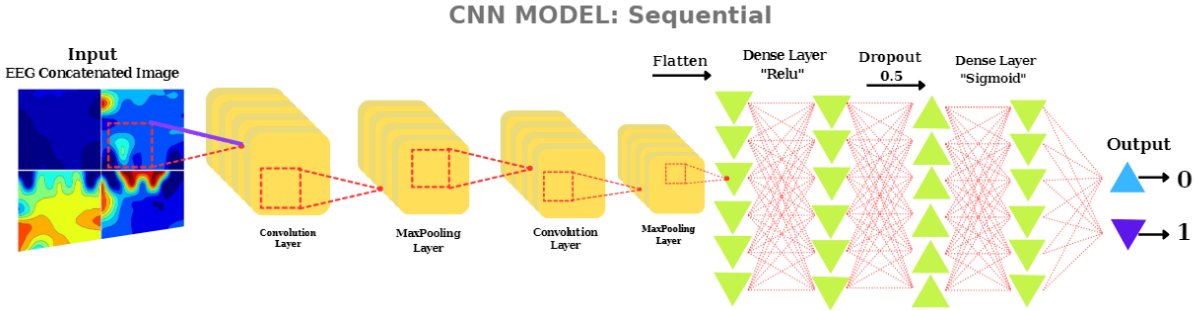 CNN MODEL: Sequential
Input
EEG Concatenated Image
Convolution
Layer
MaxPooling
Layer
Convolution
Layer
MaxPooling
Layer
Flatten
Dense Layer
"Relu"
Dropout
0.5
Dense Layer
"Sigmoid"
Output
0
1